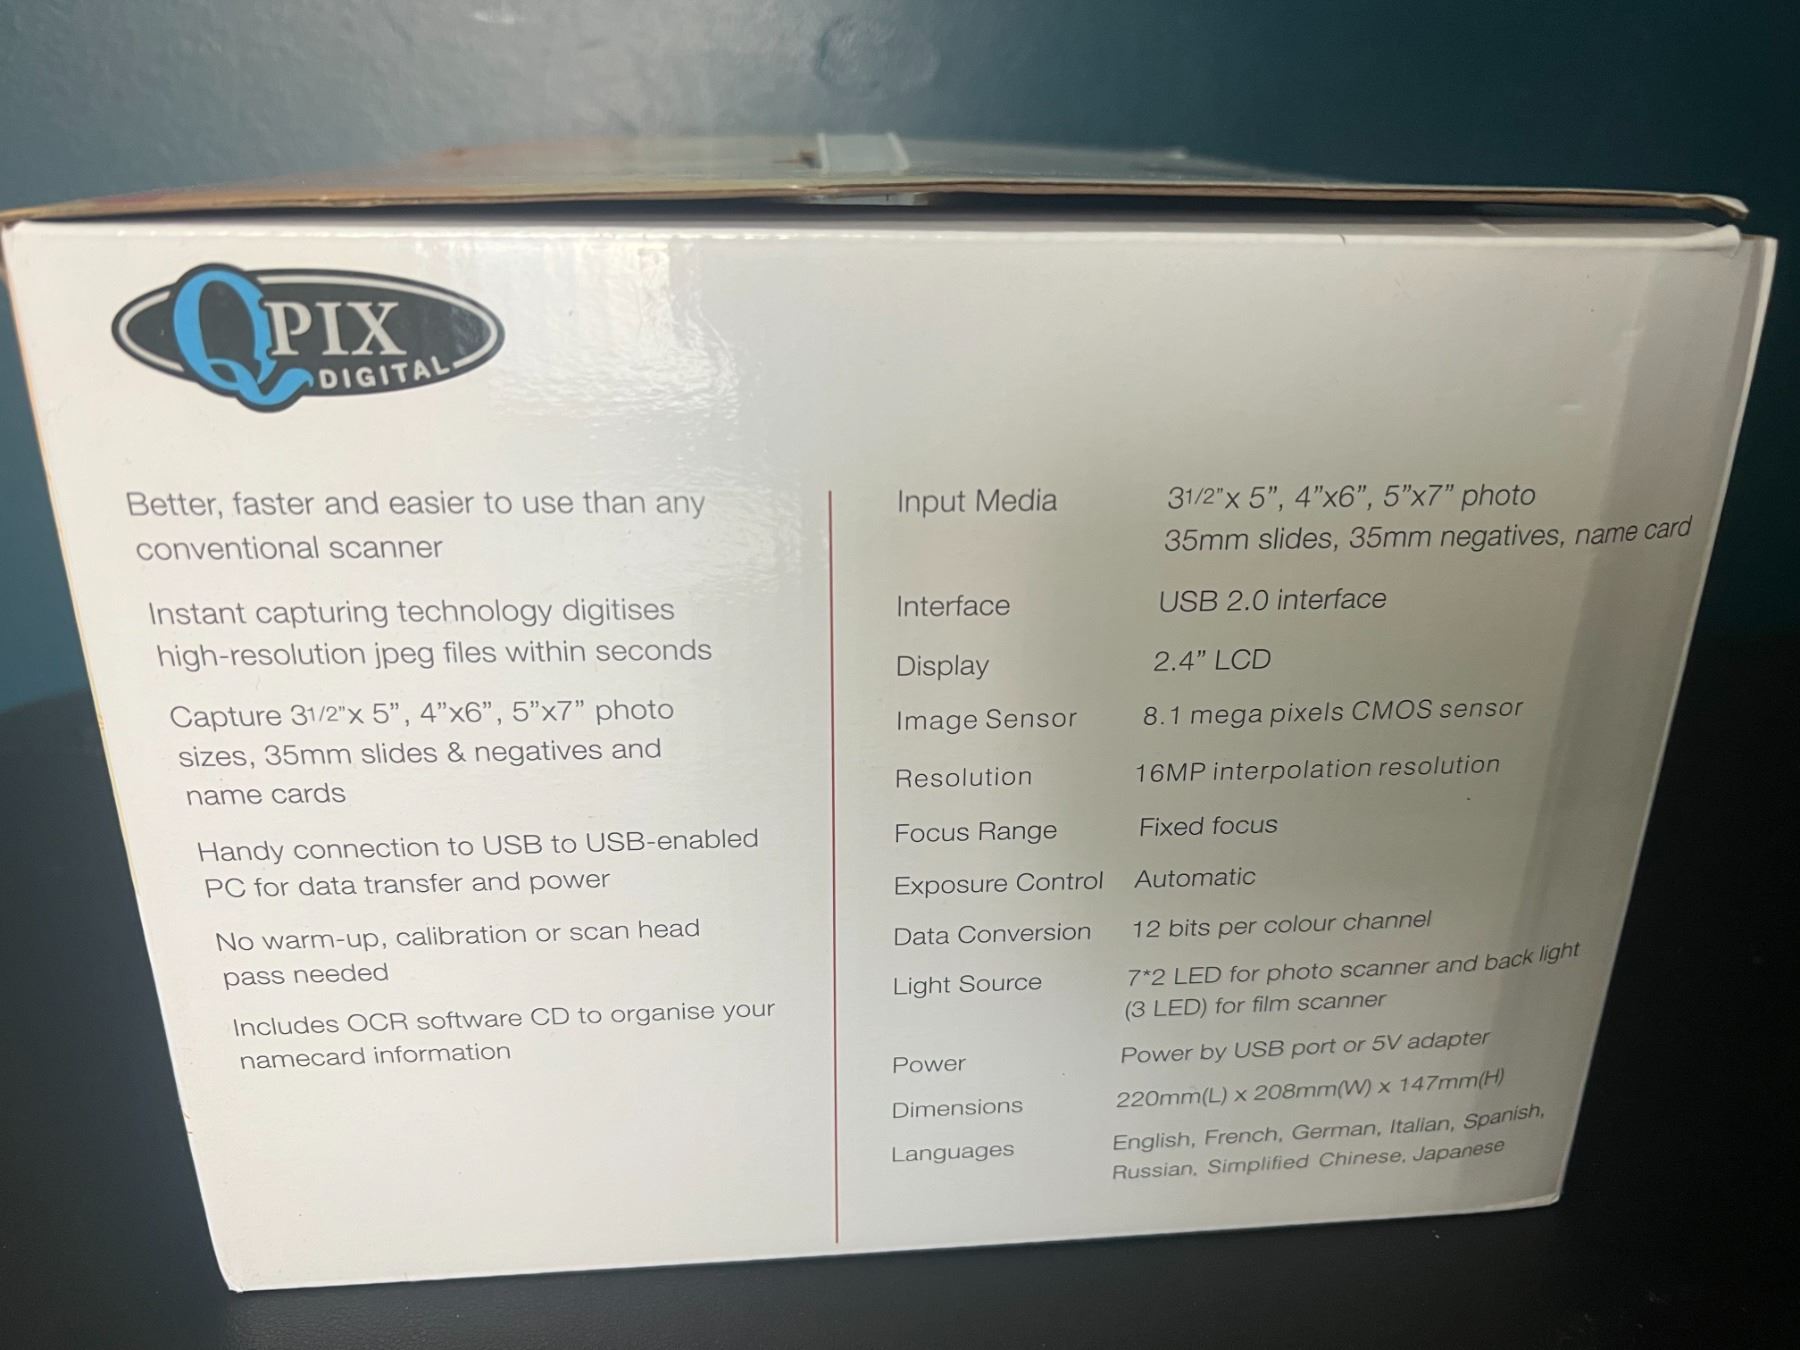 QPIX
DIGITAL
Better, faster and easier to use than any
conventional scanner
Instant capturing technology digitises
high-resolution jpeg files within seconds
Capture 31/2"x 5", 4"x6", 5"x7" photo
sizes, 35mm slides & negatives and
name cards
Handy connection to USB to USB-enabled
PC for data transfer and power
No warm-up, calibration or scan head
pass needed
Includes OCR software CD to organise your
namecard information
Input Media 31/2"x 5", 4"x6", 5"x7" photo
35mm slides, 35mm negatives, name card
Interface USB 2.0 interface
Display 2.4" LCD
Image Sensor 8.1 mega pixels CMOS sensor
Resolution 16MP interpolation resolution
Focus Range Fixed focus
Exposure Control Automatic
Data Conversion 12 bits per colour channel
Light Source 7*2 LED for photo scanner and back light
(3 LED) for film scanner
Power Power by USB port or 5V adapter
Dimensions 220mm(L) x 208mm(W) x 147mm(H)
Languages English, French, German, Italian, Spanish,
Russian, Simplified Chinese, Japanese